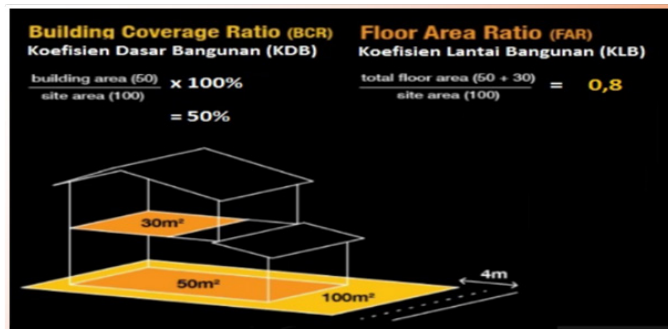 Building Coverage Ratio (BCR)
Koefisien Dasar Bangunan (KDB)
building area (50)
site area (100)
x 100%
= 50%
Floor Area Ratio (FAR)
Koefisien Lantai Bangunan (KLB)
total floor area (50 + 30)
site area (100)
= 0,8
30m²
50m²
100m²
4m